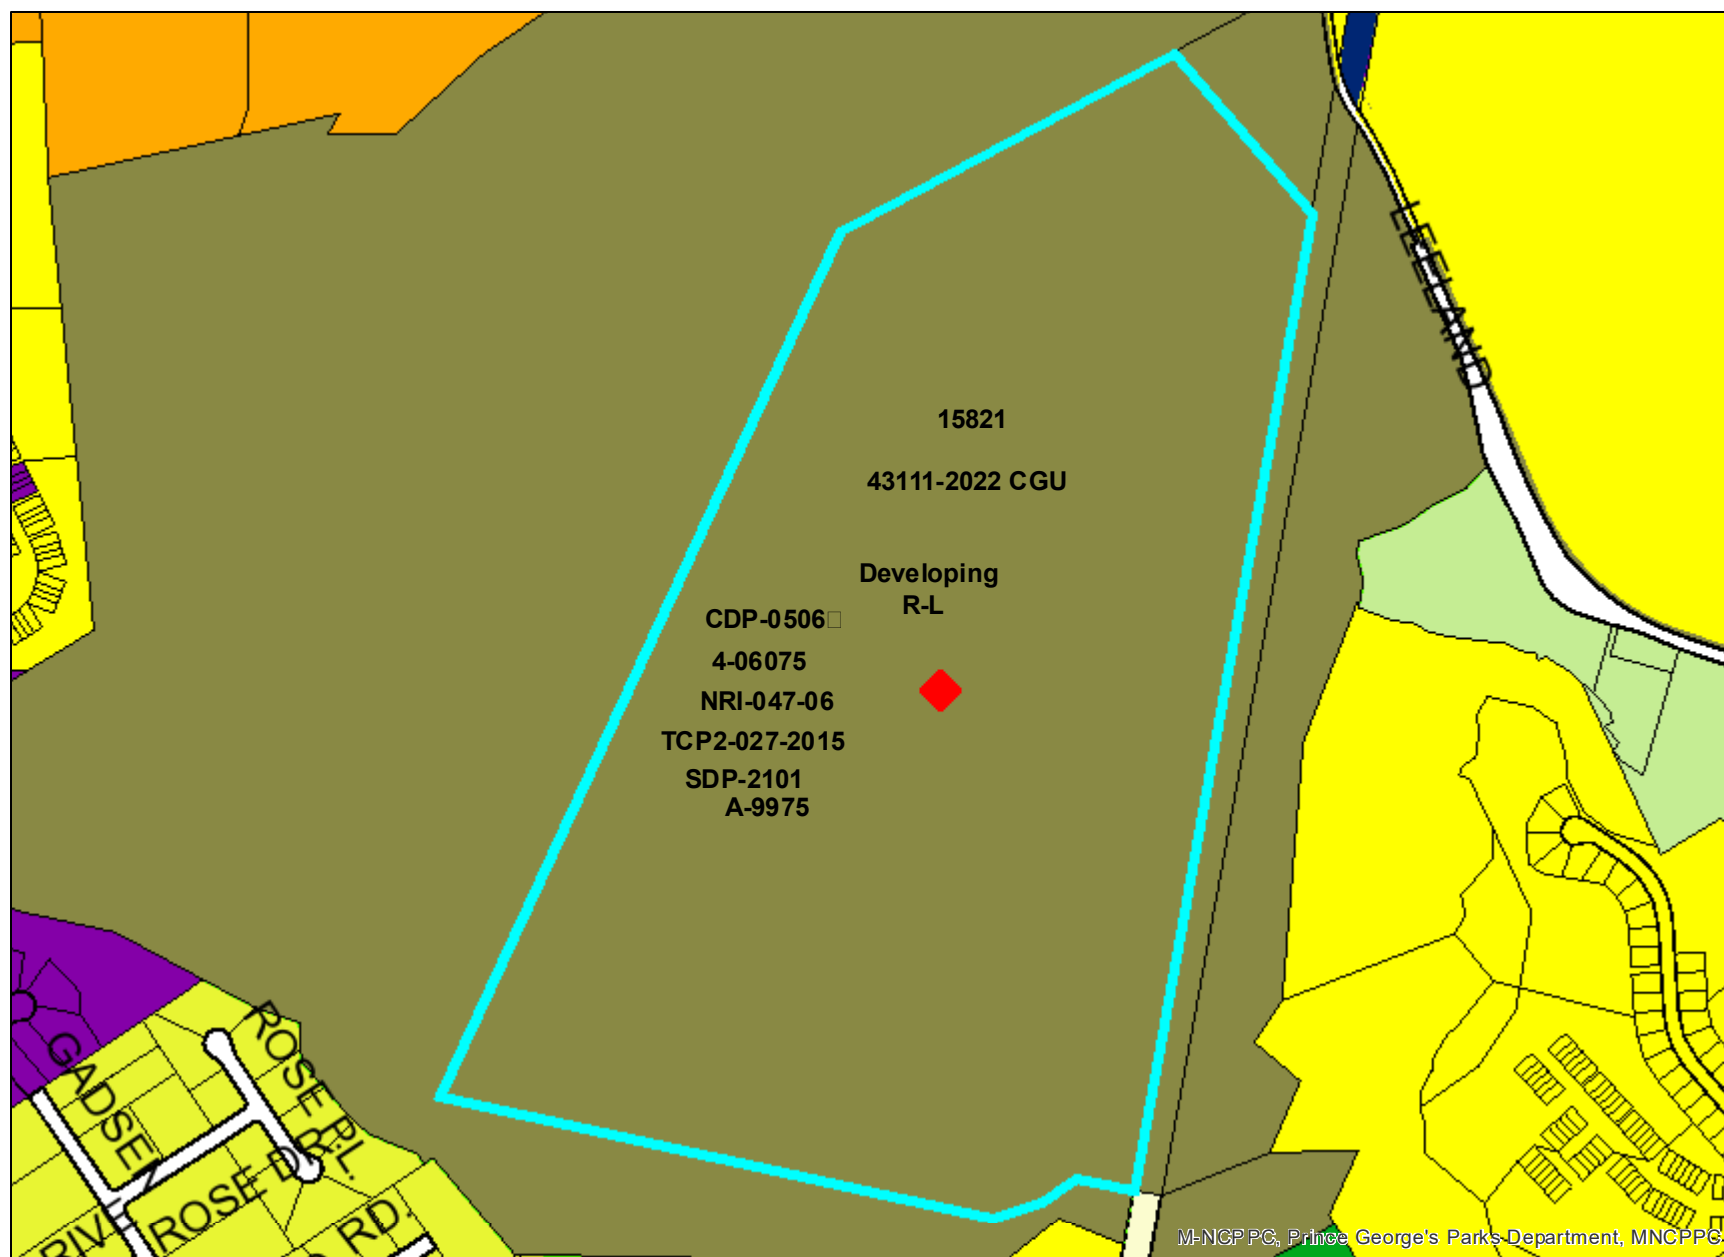 LEELAND
15821
43111-2022 CGU
Developing
R-L
CDP-0506
4-06075
NRI-047-06
TCP2-027-2015
SDP-2101
A-9975
GADSEN
ROSE PL.
ROSE DR.
RD.
M-NCPPC, Prince George's Parks Department, MNCPPC